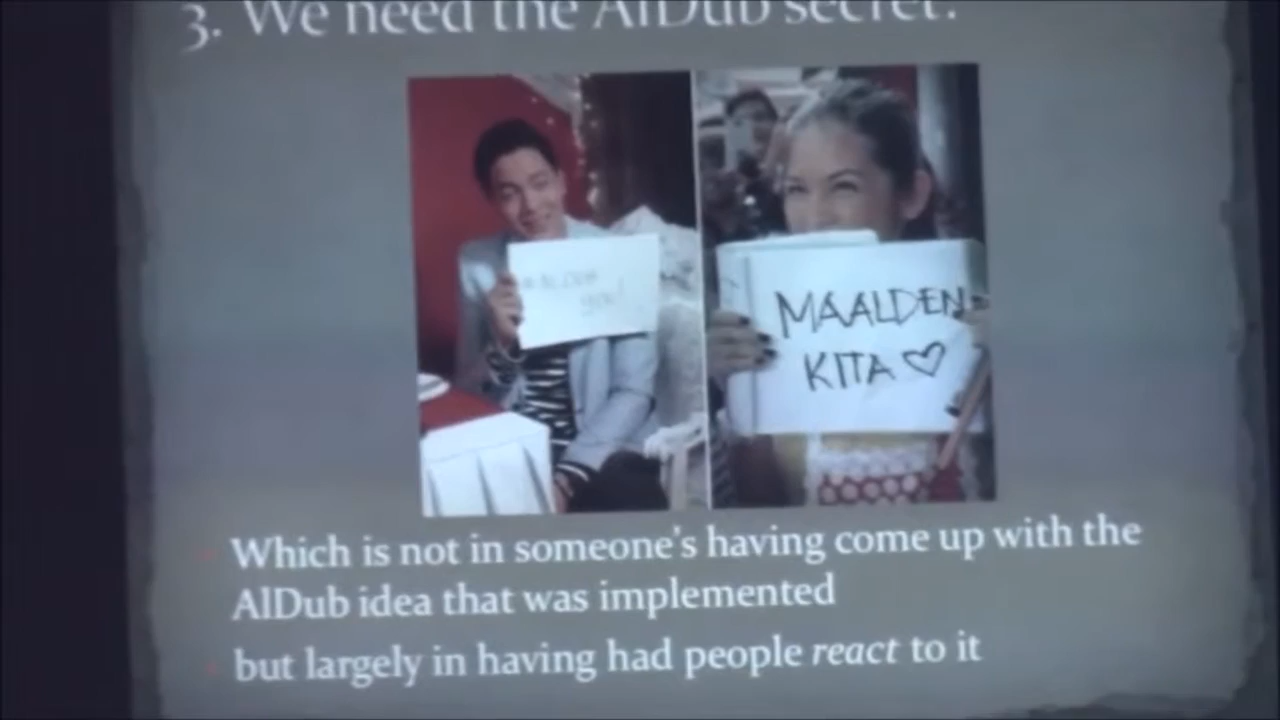 3. We need the AlDub secret.
MAALDEN
KITA
Which is not in someone's having come up with the
AlDub idea that was implemented
but largely in having had people react to it